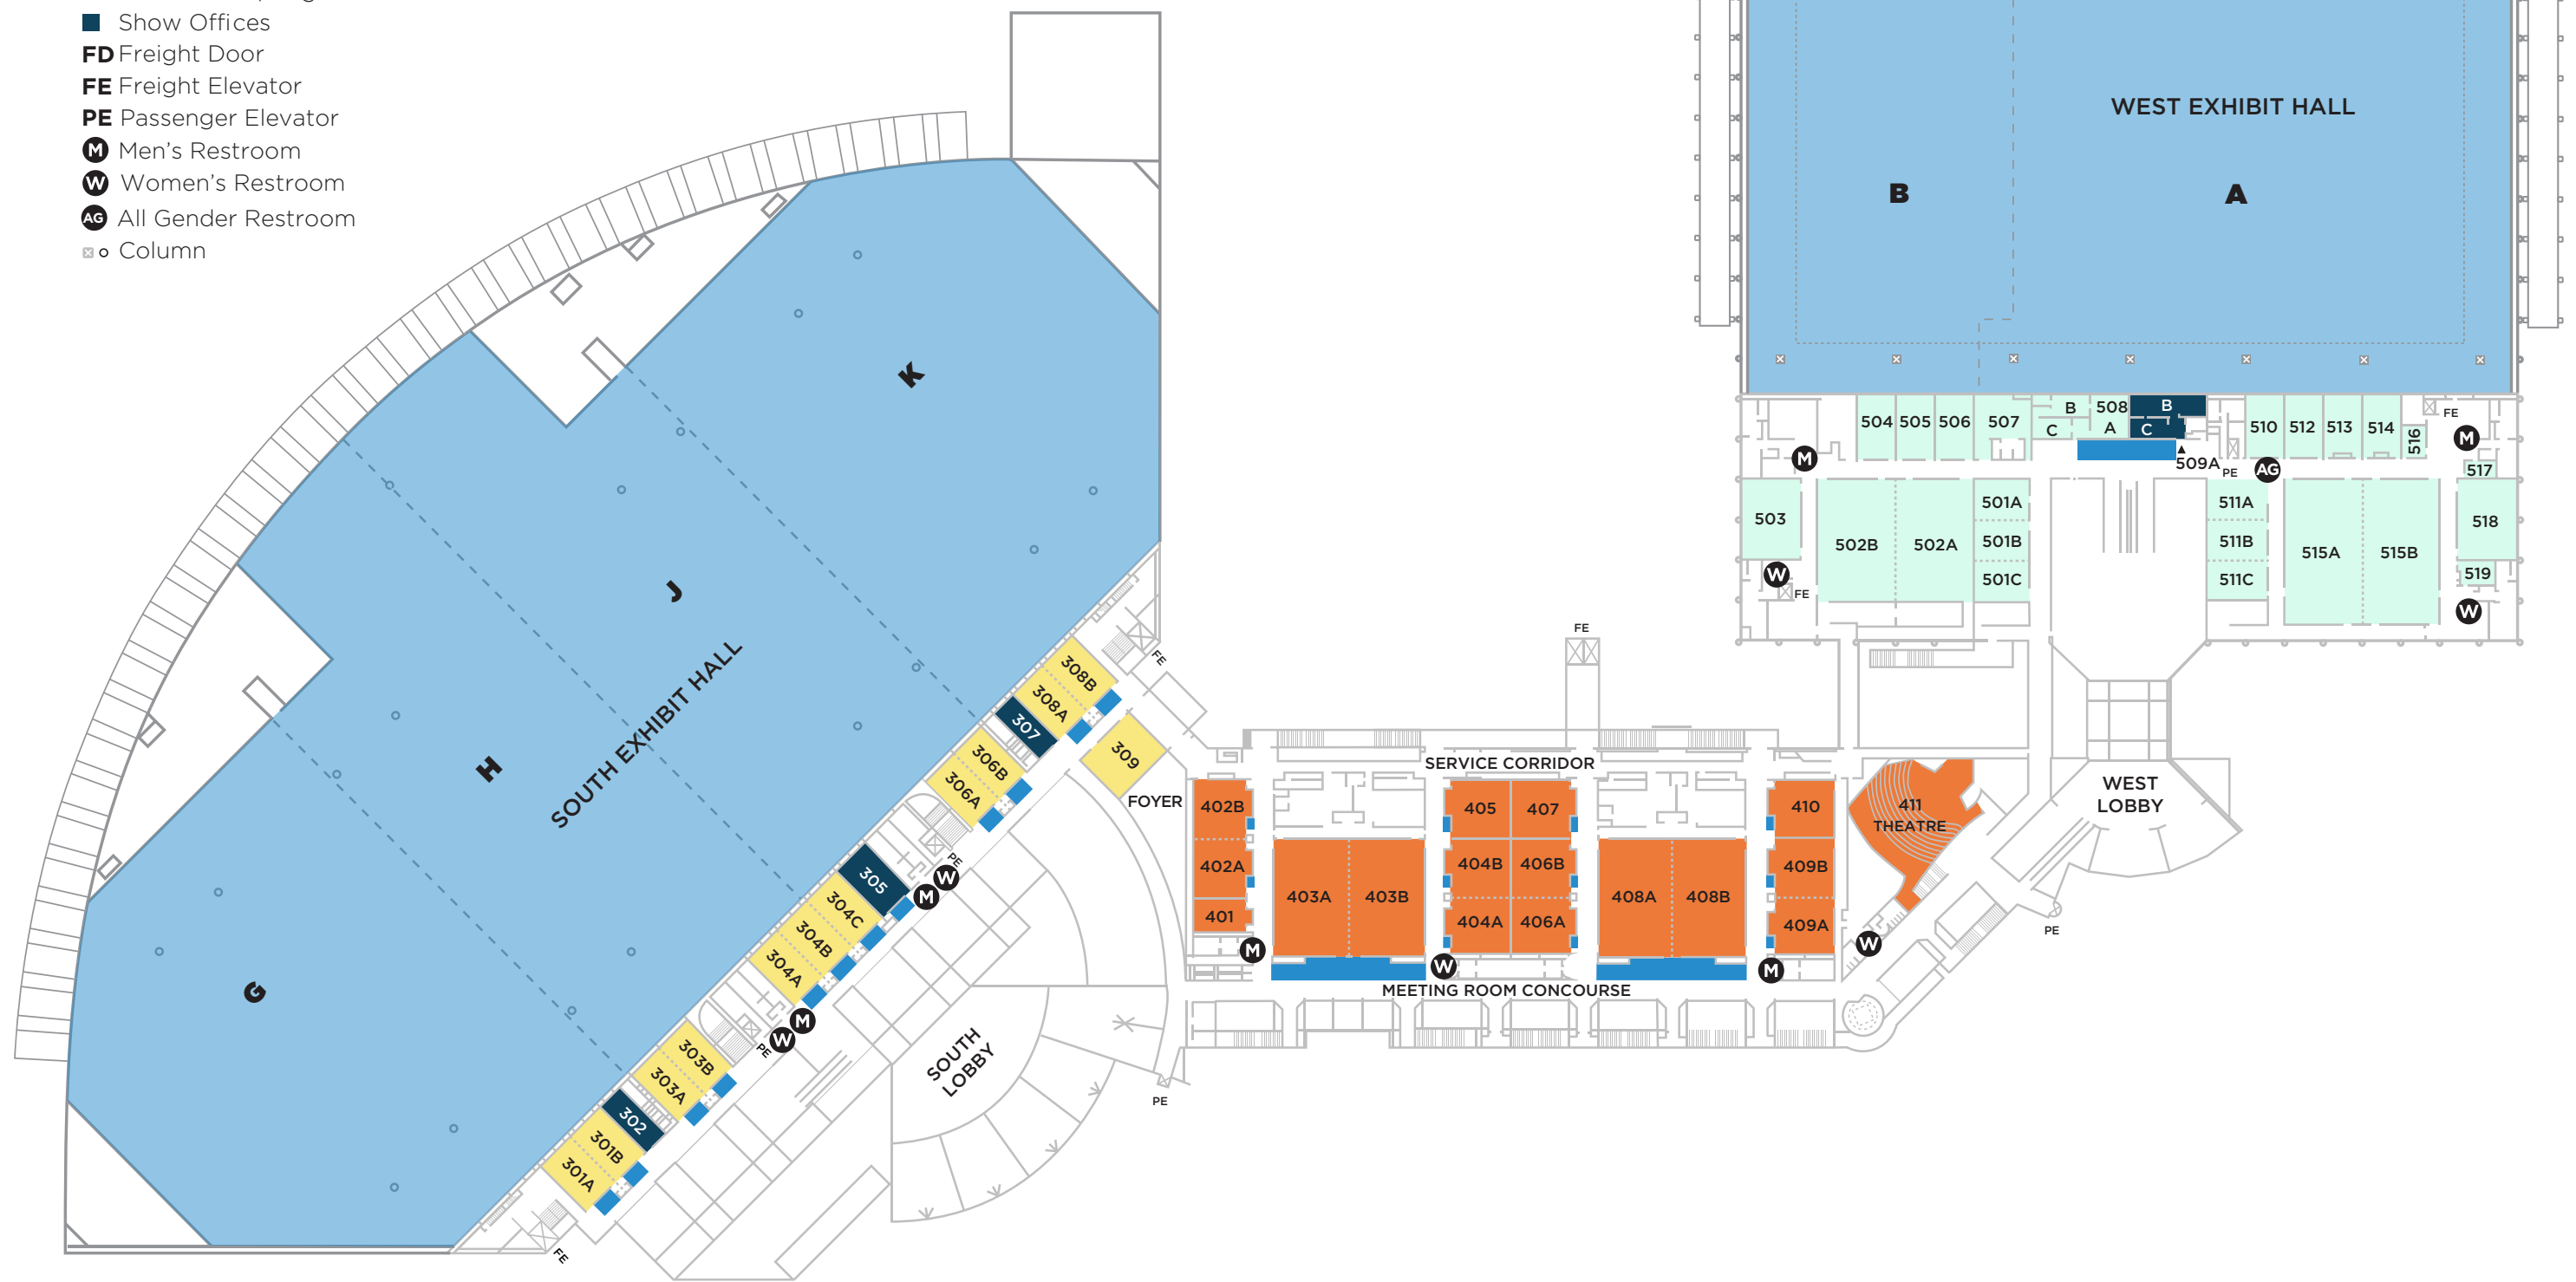 Show Offices
FD Freight Door
FE Freight Elevator
PE Passenger Elevator
M Men's Restroom
W Women's Restroom
AG All Gender Restroom
Column
WEST EXHIBIT HALL
B
A
K
J
H
G
SOUTH EXHIBIT HALL
504
505
506
507
B
C
508
A
B
C
509A
PE
AG
510
512
513
514
516
FE
M
517
M
503
W
FE
502B
502A
501A
501B
501C
511A
511B
511C
515A
515B
518
519
W
308B
308A
FE
307
309
306B
306A
PE
W
M
305
304C
304B
304A
M
W
PE
303B
303A
302
301B
301A
FE
FOYER
SOUTH
LOBBY
PE
FE
SERVICE CORRIDOR
402B
402A
401
M
403A
403B
W
405
407
404B
406B
404A
406A
408A
408B
410
409B
409A
M
W
411
THEATRE
MEETING ROOM CONCOURSE
WEST
LOBBY
PE